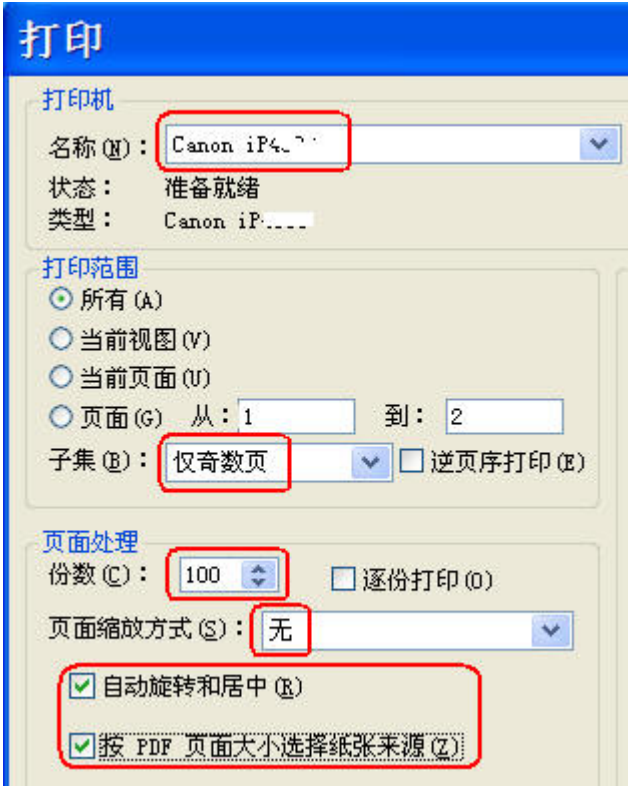 打印
打印机
名称(N)： Canon
状态： 准备就绪
类型： Canon
打印范围
所有(A)
当前视图(V)
当前页面(U)
页面(G) 从：1 到：2
子集(B)： 仅奇数页 逆页序打印(E)
页面处理
份数(C)： 100 逐份打印(O)
页面缩放方式(S)： 无
自动旋转和居中(R)
按 PDF 页面大小选择纸张来源(Z)